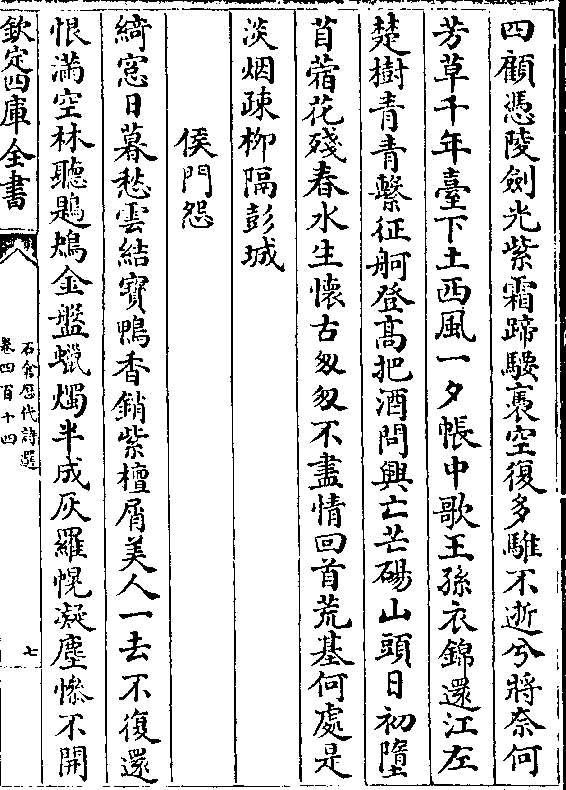 四顧憑陵劍光紫霜蹄騕褭空復多騅不逝兮將奈何
芳草千年臺下土西風一夕帳中歌王孫衣錦還江左
楚樹青青繫征舸登高把酒問興亡芒碭山頭日初墮
苜蓿花殘春水生懷古匆匆不盡情回首荒基何處是
淡烟疎栁隔彭城
侯門怨
綺窓日暮愁雲結寶鴨香銷紫檀屑美人一去不復還
恨滿空林聽鶗鴂金盤蠟燭半成灰羅幌凝塵慘不開
欽定四庫全書
石倉歴代詩選
卷四百十四
七